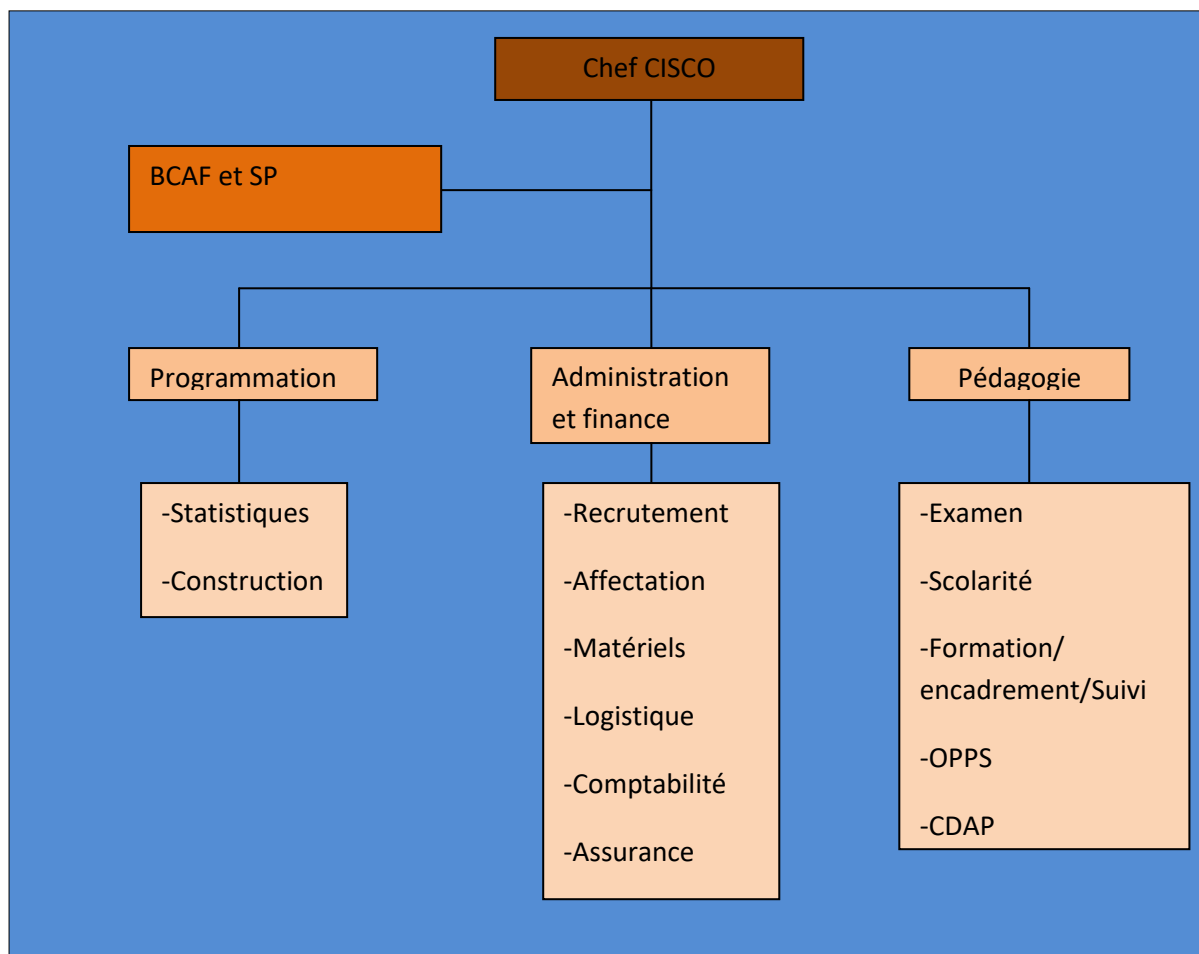 Chef CISCO
BCAF et SP
Programmation
Administration
et finance
Pédagogie
-Statistiques
-Construction
-Recrutement
-Affectation
-Matériels
-Logistique
-Comptabilité
-Assurance
-Examen
-Scolarité
-Formation/
encadrement/Suivi
-OPPS
-CDAP